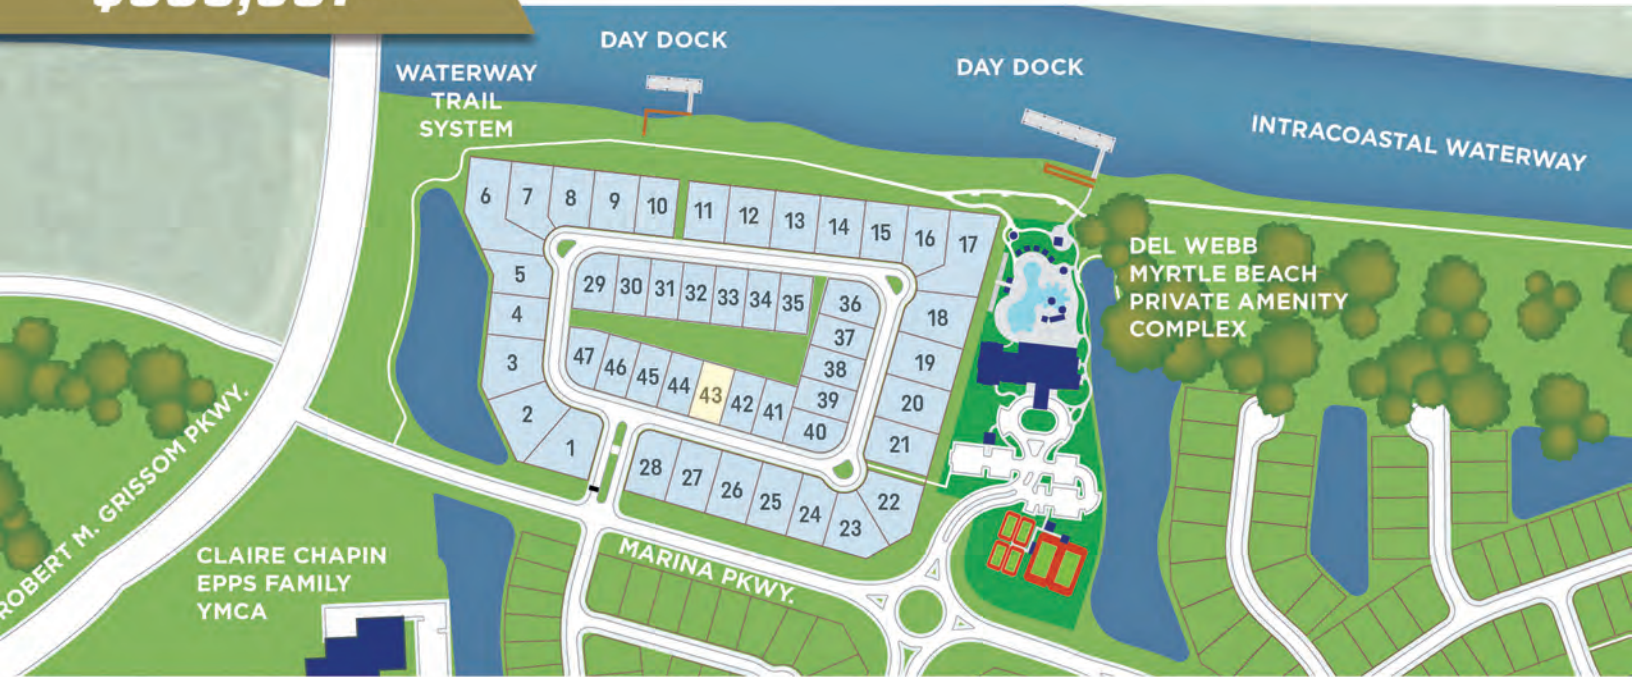 DAY DOCK
DAY DOCK
WATERWAY
TRAIL
SYSTEM
INTRACOASTAL WATERWAY
6 7 8 9 10 11 12 13 14 15 16 17
DEL WEBB
MYRTLE BEACH
PRIVATE AMENITY
COMPLEX
5 29 30 31 32 33 34 35 36
4 37 18
3 47 46 45 44 43 42 41 38 19
2 39 20
1 40 21
28 27 26 25 24 23 22
ROBERT M. GRISSOM PKWY.
MARINA PKWY.
CLAIRE CHAPIN
EPPS FAMILY
YMCA